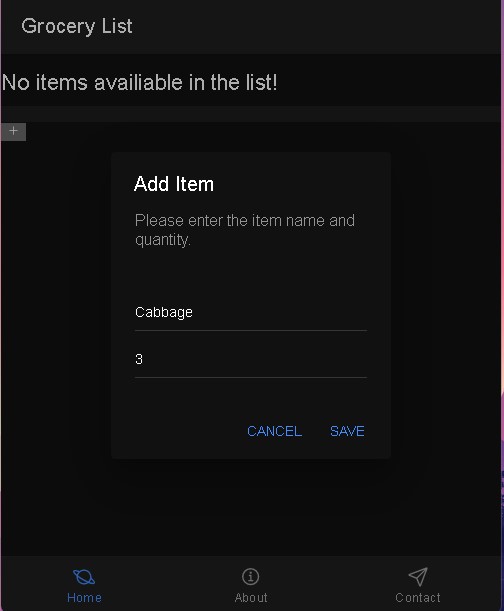 Grocery List
No items availiable in the list!
+
Add Item
Please enter the item name and
quantity.
Cabbage
3
CANCEL SAVE
Home About Contact